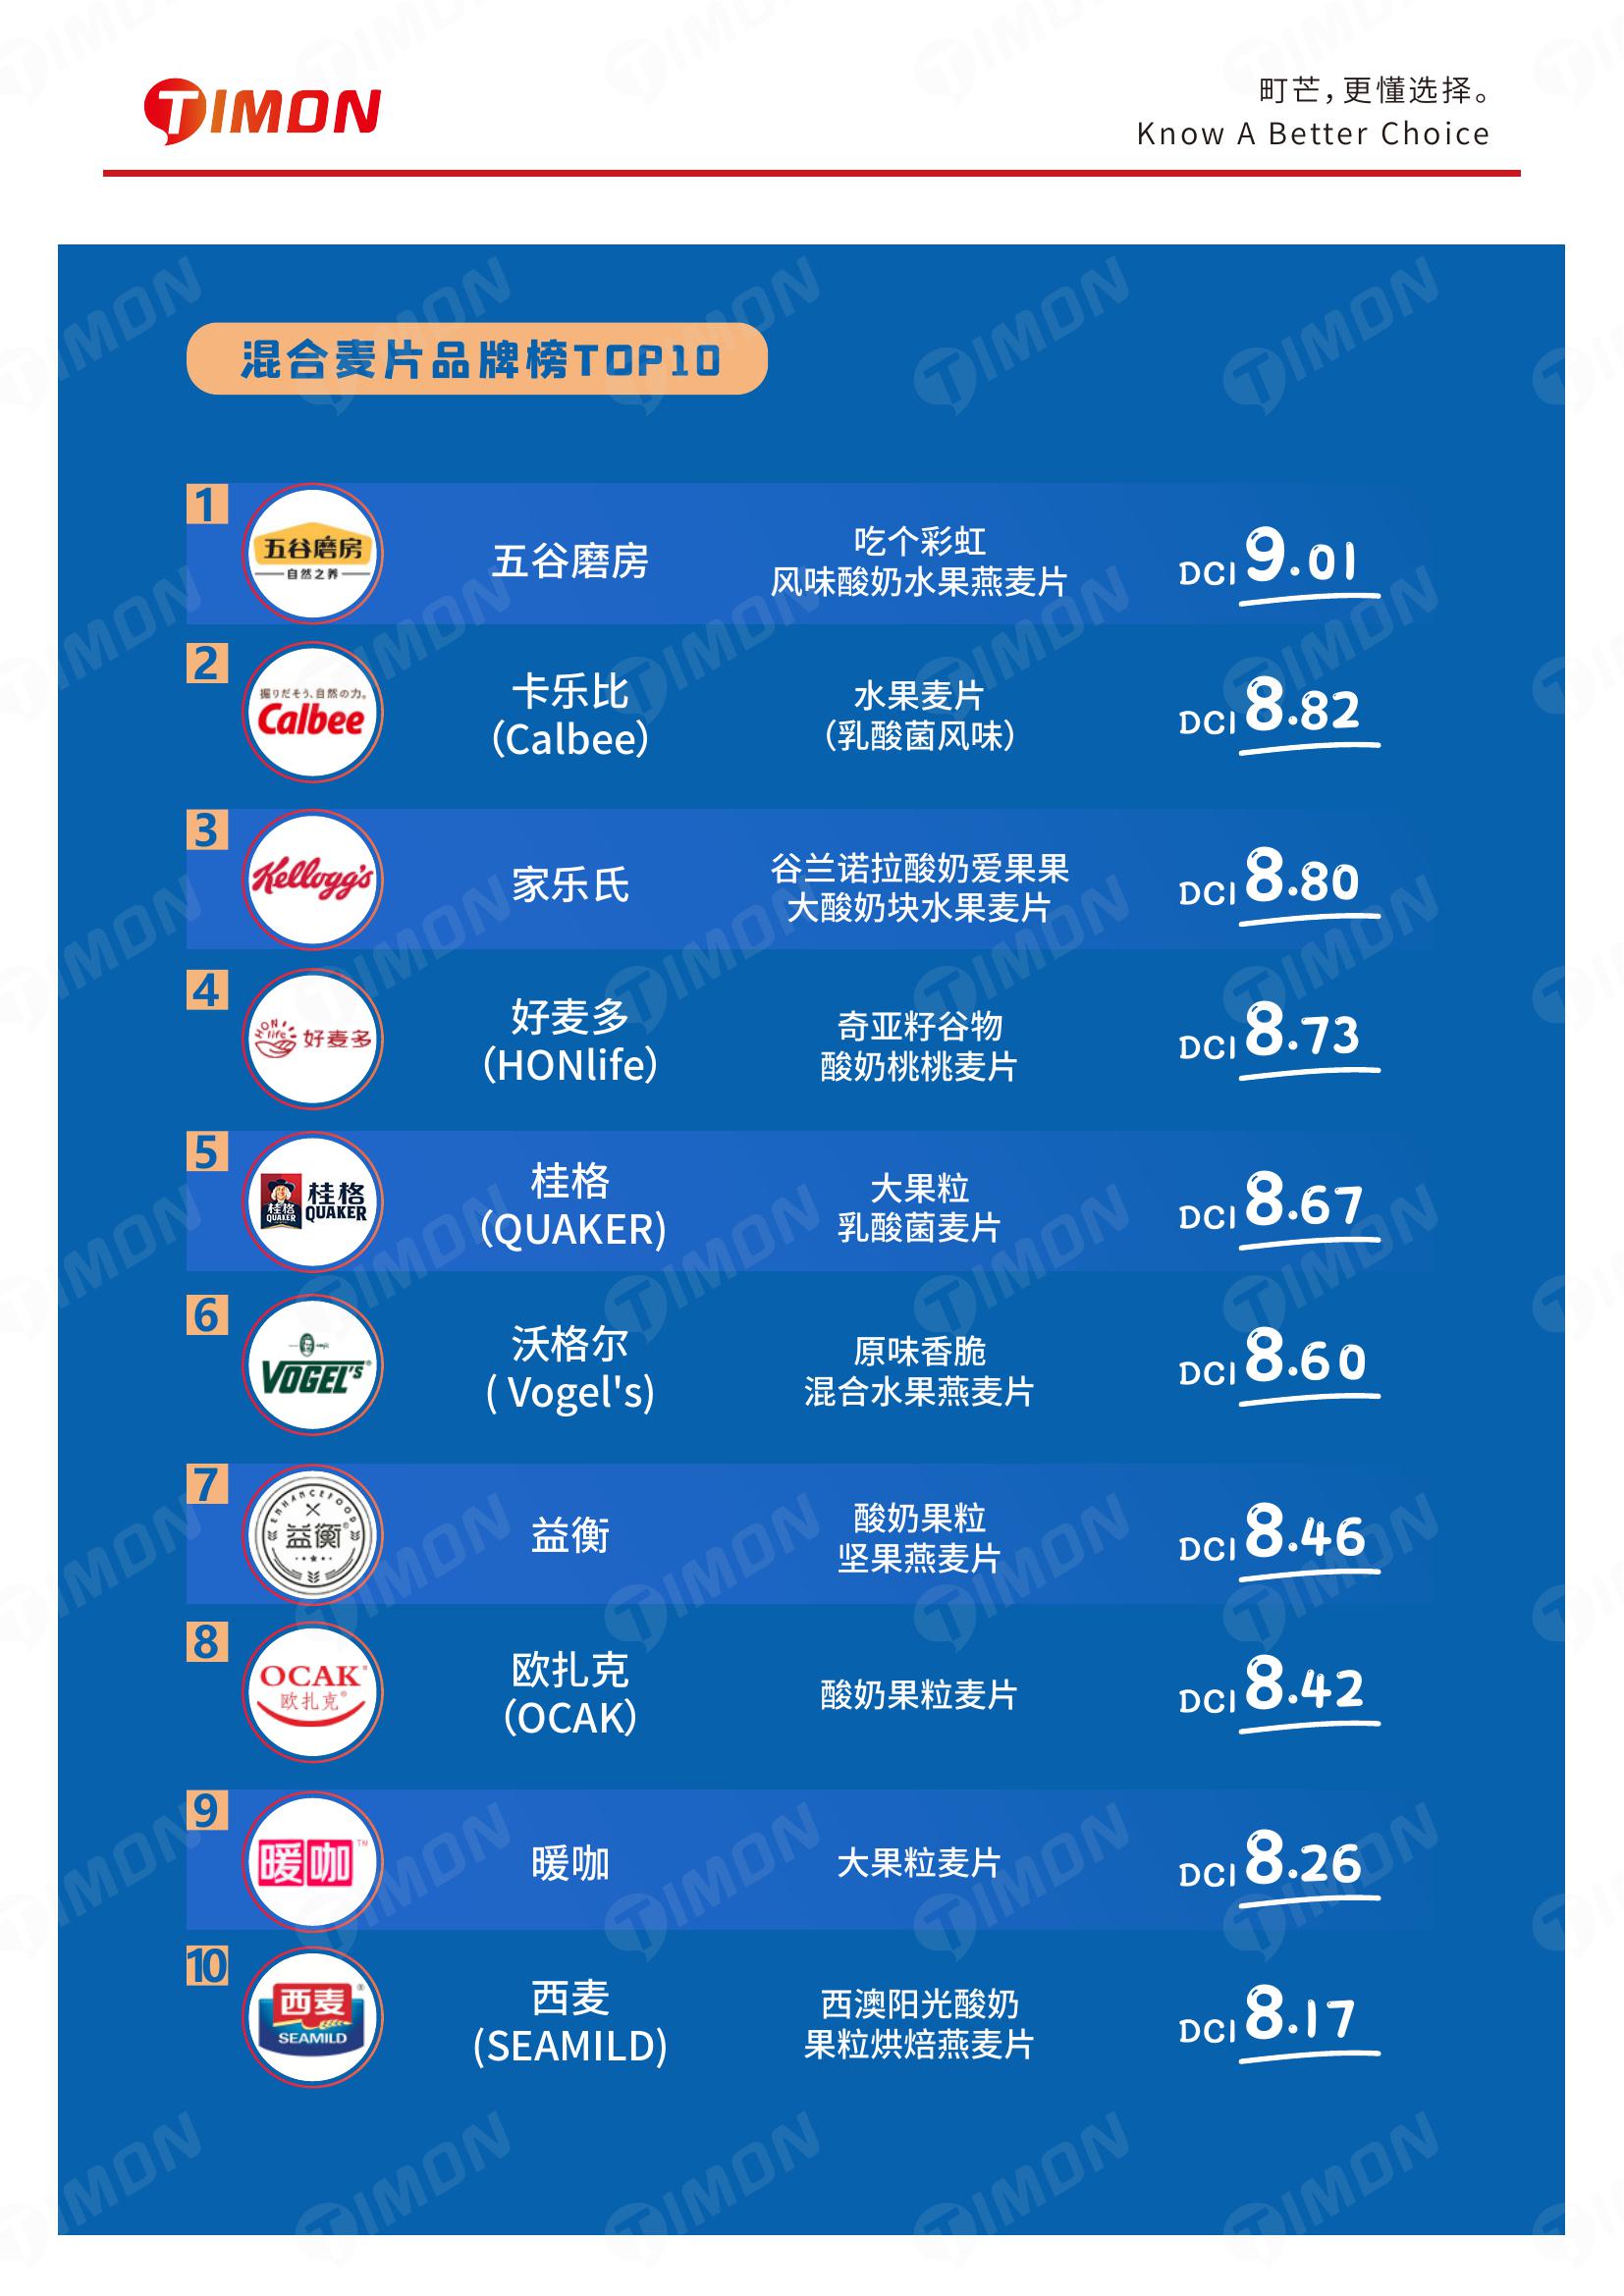 TIMON
町芒，更懂选择。
Know A Better Choice
混合麦片品牌榜TOP10
1
五谷磨房
自然之养
五谷磨房
吃个彩虹
风味酸奶水果燕麦片
DCI 9.01
2
掘りだそう、自然の力。
Calbee
卡乐比
（Calbee）
水果麦片
（乳酸菌风味）
DCI 8.82
3
Kellogg's
家乐氏
谷兰诺拉酸奶爱果果
大酸奶块水果麦片
DCI 8.80
4
HON life 好麦多
好麦多
（HONlife）
奇亚籽谷物
酸奶桃桃麦片
DCI 8.73
5
桂格
QUAKER
桂格
QUAKER
桂格
（QUAKER)
大果粒
乳酸菌麦片
DCI 8.67
6
VOGEL'S®
沃格尔
( Vogel's)
原味香脆
混合水果燕麦片
DCI 8.60
7
ENHANCEFOOD
益衡®
益衡
酸奶果粒
坚果燕麦片
DCI 8.46
8
OCAK®
欧扎克®
欧扎克
（OCAK）
酸奶果粒麦片
DCI 8.42
9
暖咖™
暖咖
大果粒麦片
DCI 8.26
10
西麦®
SEAMILD
西麦
(SEAMILD)
西澳阳光酸奶
果粒烘焙燕麦片
DCI 8.17